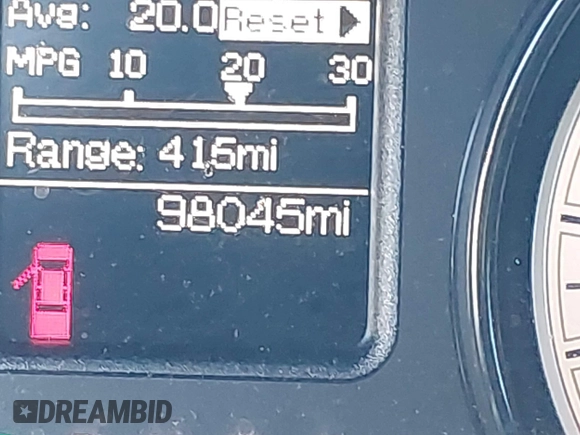 Avg: 20.0 Reset
MPG 10 20 30
Range: 415mi
98045mi
DREAMBID